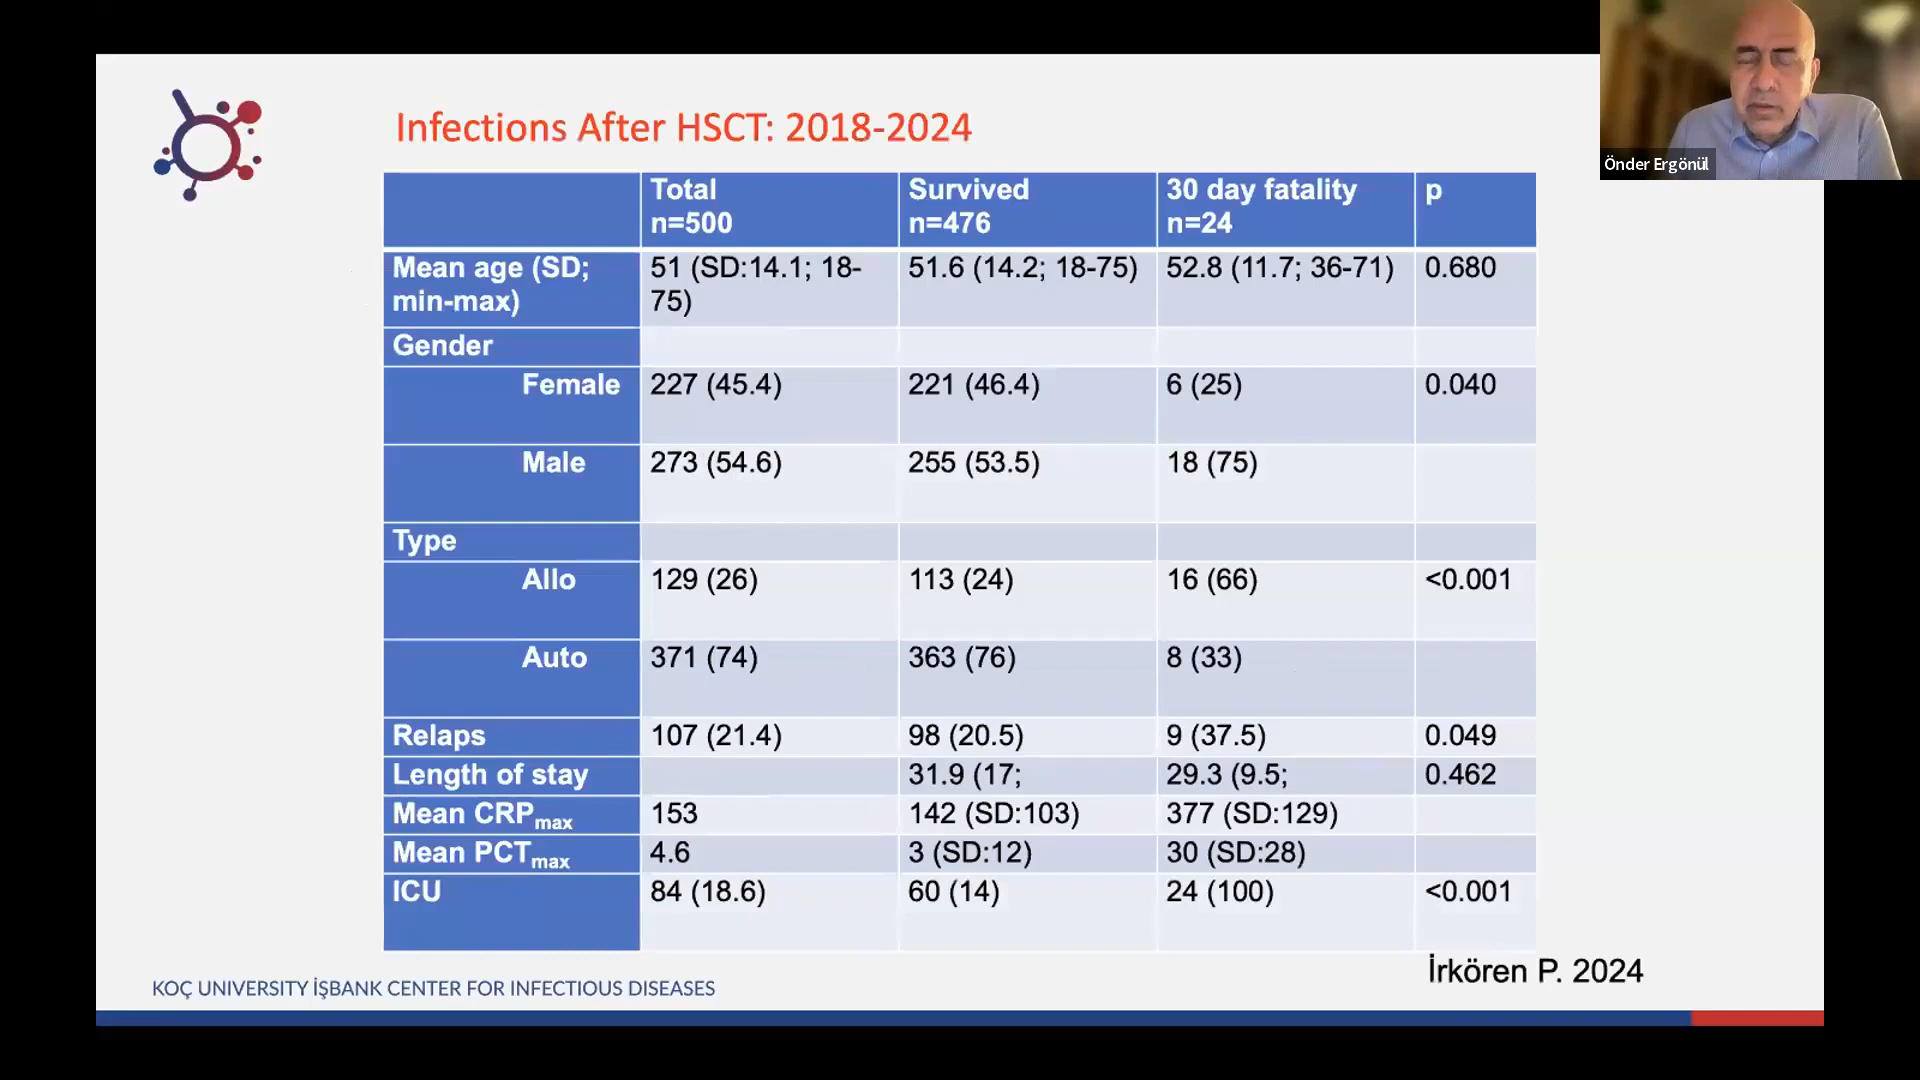 Önder Ergönül
Infections After HSCT: 2018-2024
Total n=500 Survived n=476 30 day fatality n=24 p
Mean age (SD; min-max) 51 (SD:14.1; 18-75) 51.6 (14.2; 18-75) 52.8 (11.7; 36-71) 0.680
Gender
Female 227 (45.4) 221 (46.4) 6 (25) 0.040
Male 273 (54.6) 255 (53.5) 18 (75)
Type
Allo 129 (26) 113 (24) 16 (66) <0.001
Auto 371 (74) 363 (76) 8 (33)
Relaps 107 (21.4) 98 (20.5) 9 (37.5) 0.049
Length of stay 31.9 (17; 29.3 (9.5; 0.462
Mean CRPmax 153 142 (SD:103) 377 (SD:129)
Mean PCTmax 4.6 3 (SD:12) 30 (SD:28)
ICU 84 (18.6) 60 (14) 24 (100) <0.001
İrkören P. 2024
KOÇ UNIVERSITY İŞBANK CENTER FOR INFECTIOUS DISEASES